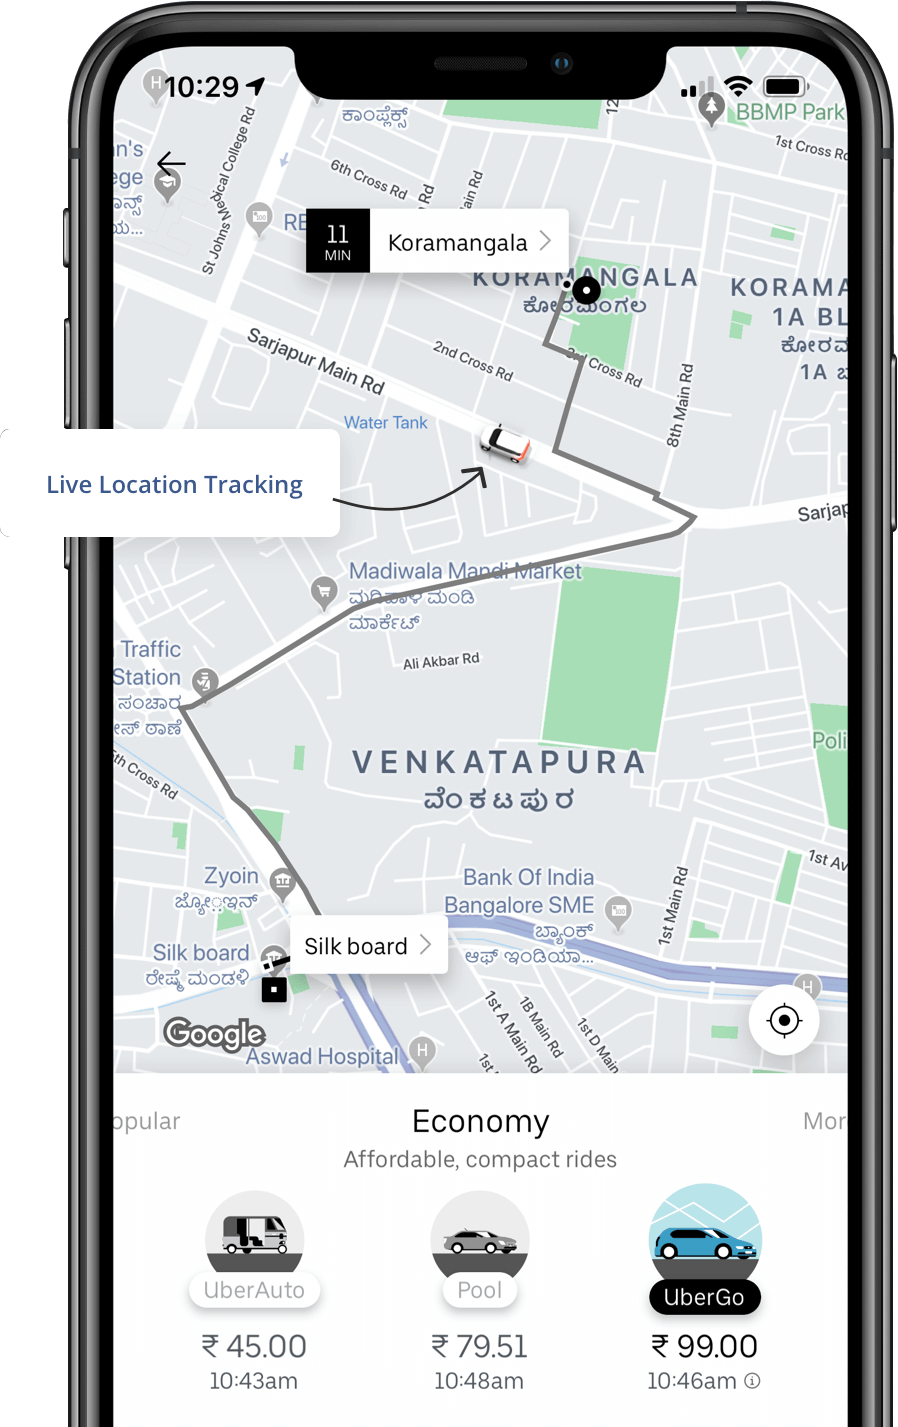 10:29
BBMP Park
ಕಾಂಪ್ಲೆಕ್ಸ್
1st Cross Rd
St Johns Medical College Rd
6th Cross Rd
11
MIN
Koramangala
KORAMANGALA
ಕೋರಮಂಗಲ
KORAMA
1A BL
ಕೋರಮ
1A
Sarjapur Main Rd
2nd Cross Rd
3rd Cross Rd
8th Main Rd
Water Tank
Live Location Tracking
Sarjap
Madiwala Mandi Market
ಮದಿವಾಳ ಮಂಡಿ
ಮಾರ್ಕೆಟ್
Traffic
Station
ಸಂಚಾರ
ಠಾಣೆ
Ali Akbar Rd
VENKATAPURA
ವೆಂಕಟಪುರ
Poli
5th Cross Rd
Zyoin
Bank Of India
Bangalore SME
ಬ್ಯಾಂಕ್
ಆಫ್ ಇಂಡಿಯಾ...
1st Av
1st Main Rd
Silk board
ರೇಷ್ಮೆ ಮಂಡಳಿ
Silk board
Google
Aswad Hospital
1st A Main Rd
1B Main Rd
1st D Main
opular
Economy
Mor
Affordable, compact rides
UberAuto
Pool
UberGo
₹ 45.00
₹ 79.51
₹ 99.00
10:43am
10:48am
10:46am